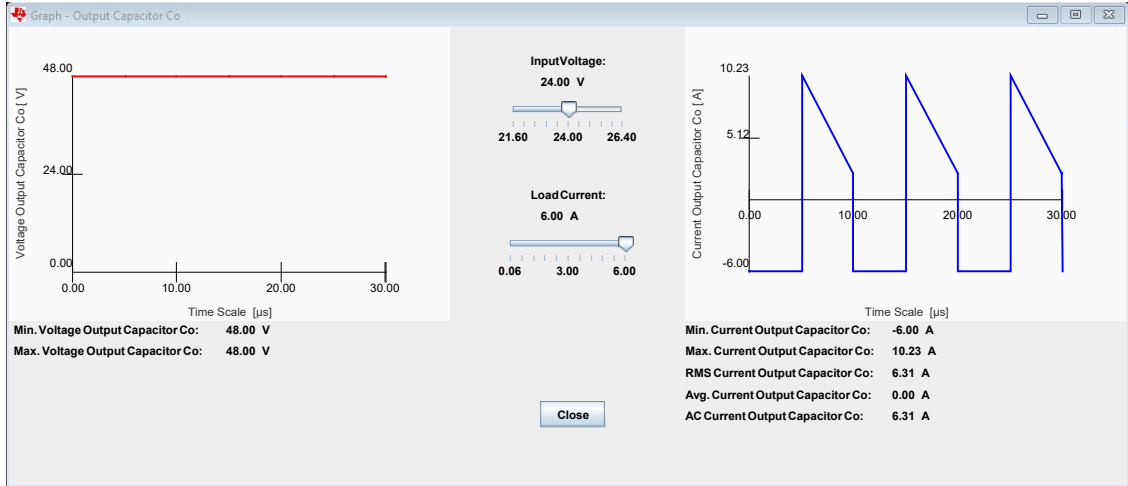 Graph - Output Capacitor Co
48.00
24.00
0.00
0.00 10.00 20.00 30.00
Voltage Output Capacitor Co [ V]
Time Scale [µs]
Min. Voltage Output Capacitor Co: 48.00 V
Max. Voltage Output Capacitor Co: 48.00 V
Input Voltage:
24.00 V
21.60 24.00 26.40
Load Current:
6.00 A
0.06 3.00 6.00
Close
10.23
5.12
-6.00
0.00 10.00 20.00 30.00
Current Output Capacitor Co [ A]
Time Scale [µs]
Min. Current Output Capacitor Co: -6.00 A
Max. Current Output Capacitor Co: 10.23 A
RMS Current Output Capacitor Co: 6.31 A
Avg. Current Output Capacitor Co: 0.00 A
AC Current Output Capacitor Co: 6.31 A